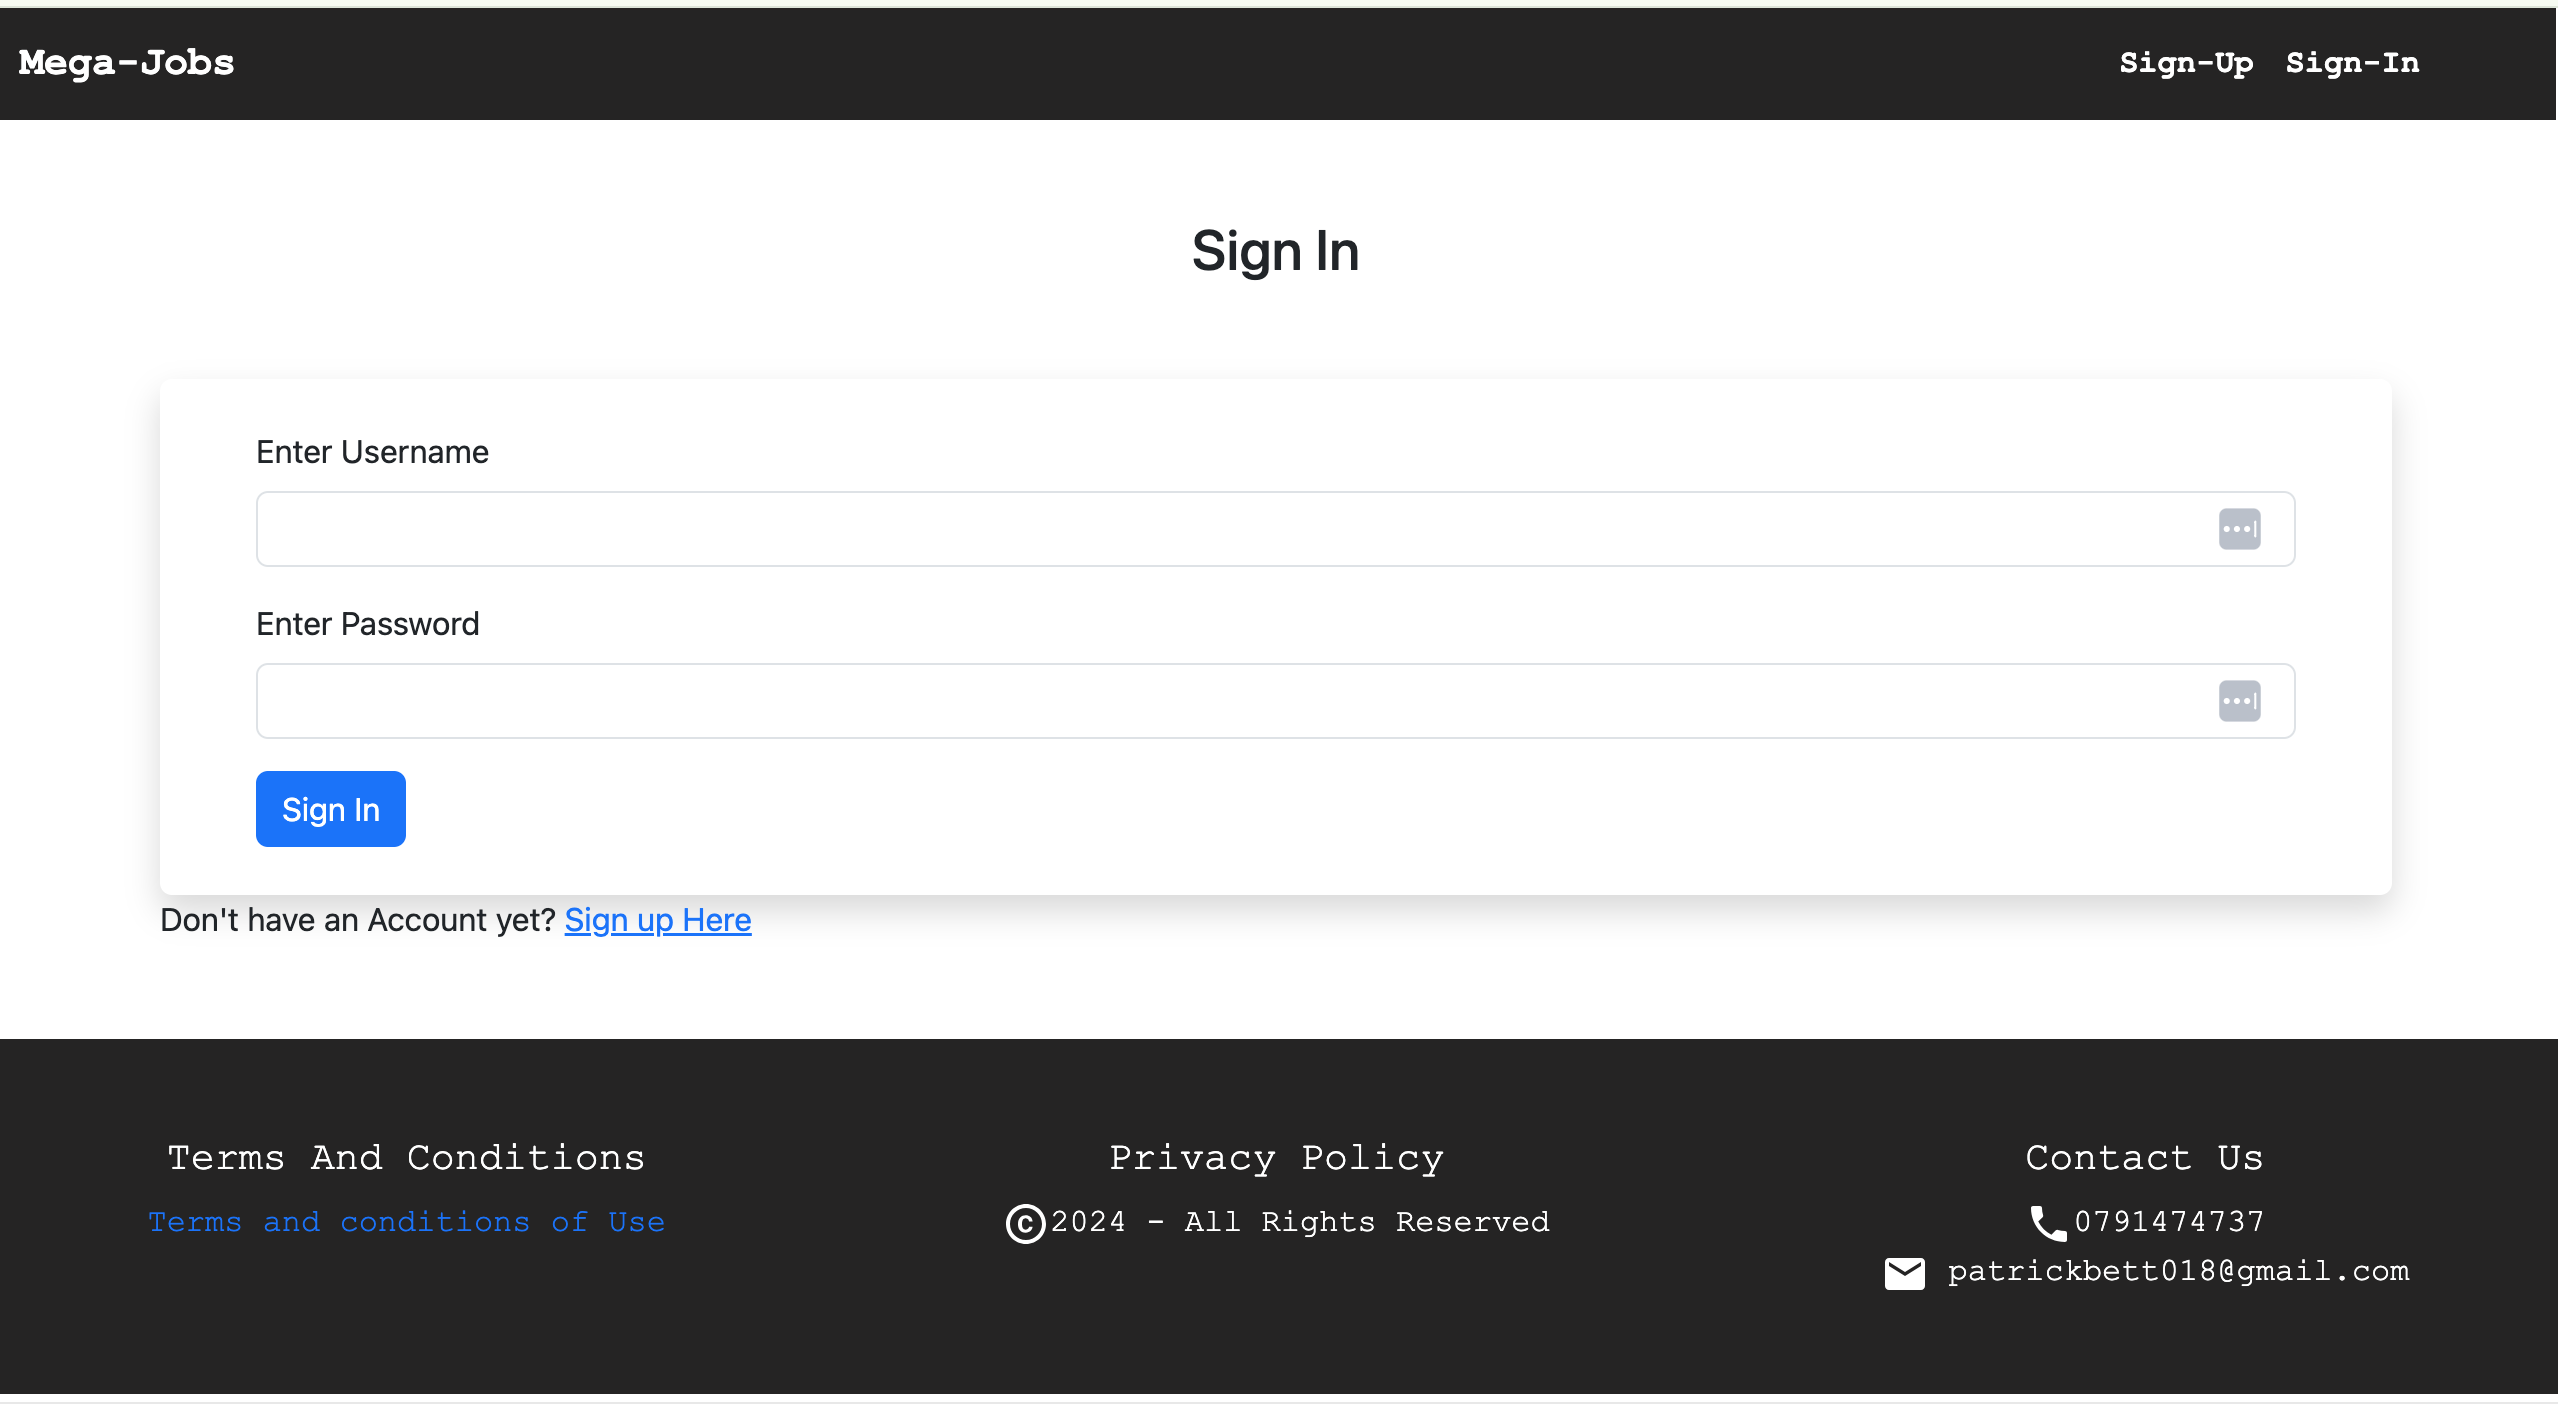 Mega-Jobs
Sign-Up Sign-In
Sign In
Enter Username
Enter Password
Sign In
Don't have an Account yet? Sign up Here
Terms And Conditions
Terms and conditions of Use
Privacy Policy
©2024 - All Rights Reserved
Contact Us
0791474737
patrickbett018@gmail.com